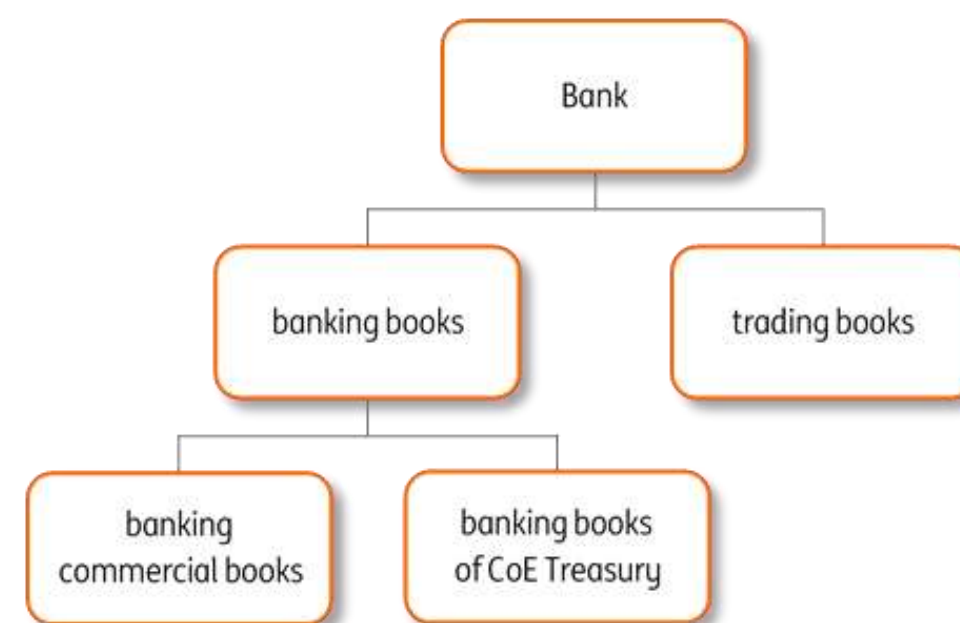 Bank
banking books
trading books
banking
commercial books
banking books
of CoE Treasury